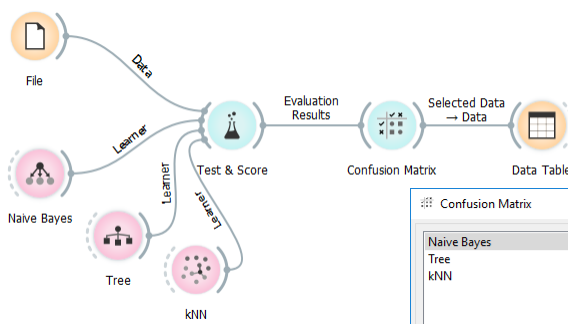 File
Data
Learner
Naive Bayes
Learner
Tree
Learner
kNN
Test & Score
Evaluation
Results
Confusion Matrix
Selected Data
→ Data
Data Table
Confusion Matrix
Naive Bayes
Tree
kNN